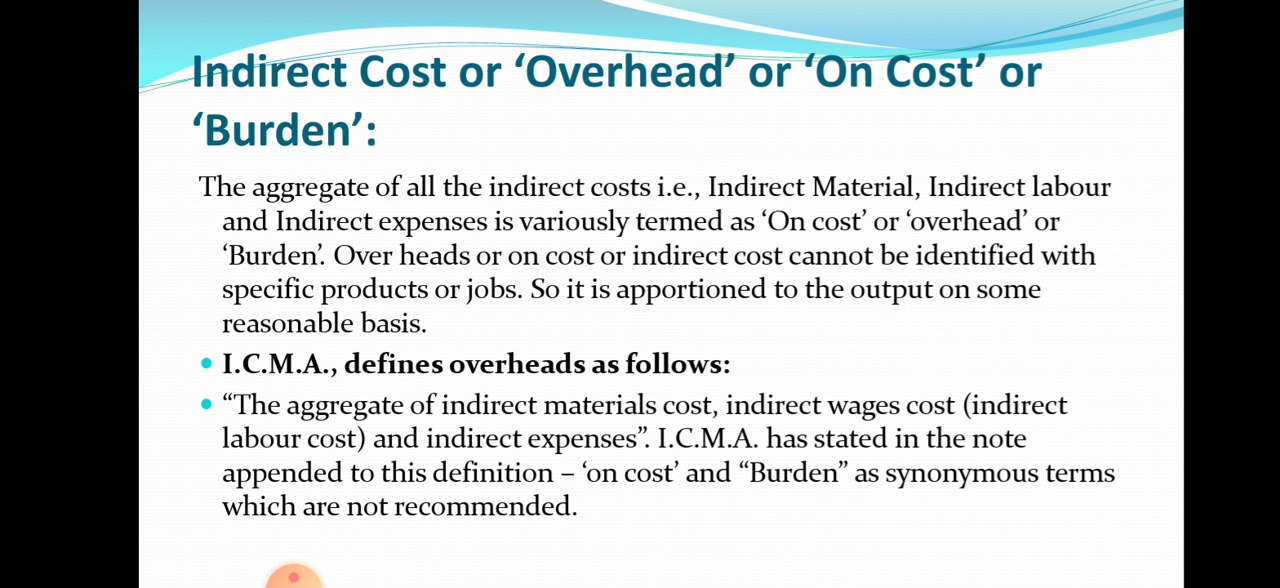 Indirect Cost or ‘Overhead’ or ‘On Cost’ or
‘Burden’:
The aggregate of all the indirect costs i.e., Indirect Material, Indirect labour
and Indirect expenses is variously termed as ‘On cost’ or ‘overhead’ or
‘Burden’. Over heads or on cost or indirect cost cannot be identified with
specific products or jobs. So it is apportioned to the output on some
reasonable basis.
• I.C.M.A., defines overheads as follows:
• “The aggregate of indirect materials cost, indirect wages cost (indirect
labour cost) and indirect expenses”. I.C.M.A. has stated in the note
appended to this definition – ‘on cost’ and “Burden” as synonymous terms
which are not recommended.